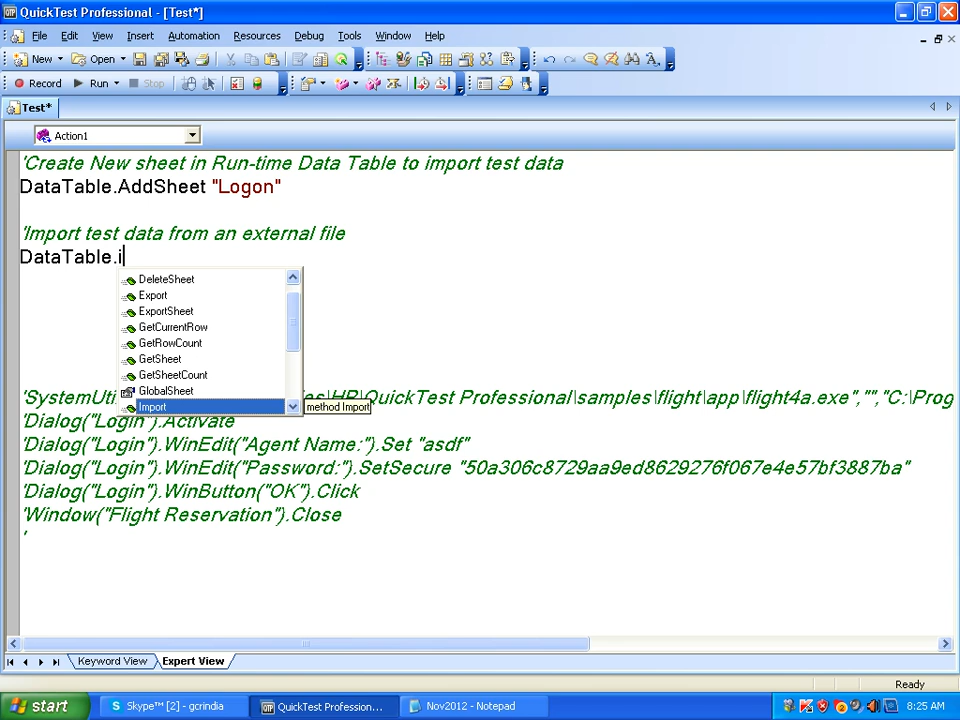 QuickTest Professional - [Test*]
File Edit View Insert Automation Resources Debug Tools Window Help
New Open
Record Run Stop
Test*
Action1
'Create New sheet in Run-time Data Table to import test data
DataTable.AddSheet "Logon"
'Import test data from an external file
DataTable.i
DeleteSheet
Export
ExportSheet
GetCurrentRow
GetRowCount
GetSheet
GetSheetCount
GlobalSheet
Import
method Import
'SystemUti es\HP\QuickTest Professional\samples\flight\app\flight4a.exe","","C:\Prog
'Dialog("Login").Activate
'Dialog("Login").WinEdit("Agent Name:").Set "asdf"
'Dialog("Login").WinEdit("Password:").SetSecure "50a306c8729aa9ed8629276f067e4e57bf3887ba"
'Dialog("Login").WinButton("OK").Click
'Window("Flight Reservation").Close
'
Keyword View Expert View
Ready
start Skype™ [2] - gcrindia QuickTest Profession... Nov2012 - Notepad 8:25 AM